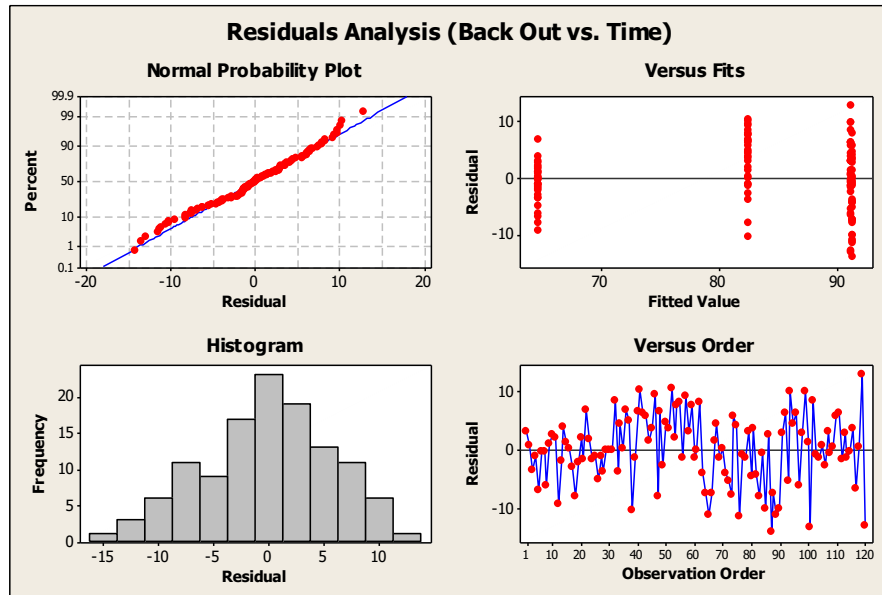 Residuals Analysis (Back Out vs. Time)
Normal Probability Plot
99.9
99
90
50
10
1
0.1
Percent
-20 -10 0 10 20
Residual
Versus Fits
10
0
-10
Residual
70 80 90
Fitted Value
Histogram
20
15
10
5
0
Frequency
-15 -10 -5 0 5 10
Residual
Versus Order
10
0
-10
Residual
1 10 20 30 40 50 60 70 80 90 100 110 120
Observation Order